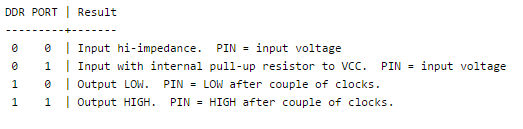 DDR PORT | Result
---------+-------
 0    0  | Input hi-impedance.  PIN = input voltage
 0    1  | Input with internal pull-up resistor to VCC.  PIN = input voltage
 1    0  | Output LOW.  PIN = LOW after couple of clocks.
 1    1  | Output HIGH.  PIN = HIGH after couple of clocks.